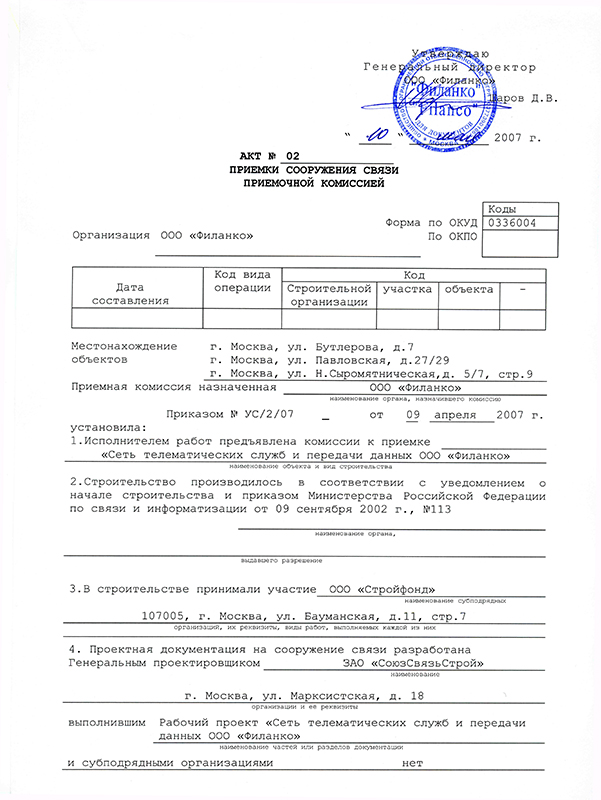 Утверждаю
Генеральный директор
ООО «Филанко»
аров Д.В.
"Филанко"
для документов
Москва
" 10 " 2007 г.
АКТ № 02
ПРИЕМКИ СООРУЖЕНИЯ СВЯЗИ
ПРИЕМОЧНОЙ КОМИССИЕЙ
Коды
Форма по ОКУД 0336004
Организация ООО «Филанко» По ОКПО
Дата составления Код вида операции Код
Строительной организации участка объекта –
Местонахождение г. Москва, ул. Бутлерова, д.7
объектов г. Москва, ул. Павловская, д.27/29
г. Москва, ул. Н.Сыромятническая,д. 5/7, стр.9
Приемная комиссия назначенная ООО «Филанко»
наименование органа, назначившего комиссию
Приказом № УС/2/07 _ от 09 апреля 2007 г.
установила:
1.Исполнителем работ предъявлена комиссии к приемке
«Сеть телематических служб и передачи данных ООО «Филанко»
наименование объекта и вид строительства
2.Строительство производилось в соответствии с уведомлением о
начале строительства и приказом Министерства Российской Федерации
по связи и информатизации от 09 сентября 2002 г., №113
наименование органа,
выдавшего разрешение
3.В строительстве принимали участие ООО «Стройфонд»
наименование субподрядных
107005, г. Москва, ул. Бауманская, д.11, стр.7
организаций, их реквизиты, виды работ, выполняемых каждой из них
4. Проектная документация на сооружение связи разработана
Генеральным проектировщиком ЗАО «СоюзСвязьСтрой»
наименование
г. Москва, ул. Марксистская, д. 18
организации и ее реквизиты
выполнившим Рабочий проект «Сеть телематических служб и передачи
данных ООО «Филанко»
наименование частей или разделов документации
и субподрядными организациями нет